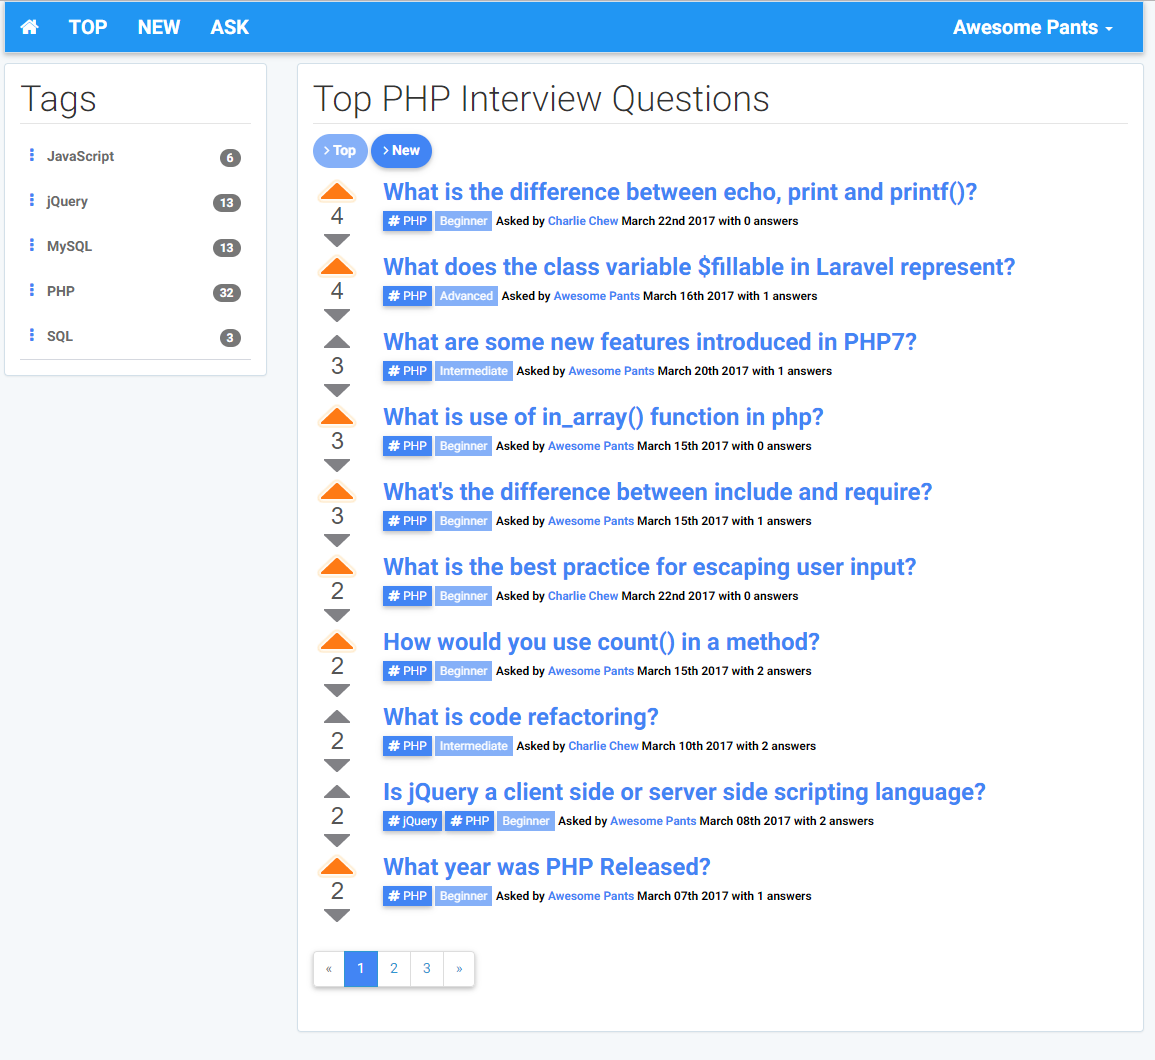 TOP NEW ASK Awesome Pants
Tags
JavaScript 6
jQuery 13
MySQL 13
PHP 32
SQL 3
Top PHP Interview Questions
Top New
What is the difference between echo, print and printf()?
4
# PHP Beginner Asked by Charlie Chew March 22nd 2017 with 0 answers
What does the class variable $fillable in Laravel represent?
4
# PHP Advanced Asked by Awesome Pants March 16th 2017 with 1 answers
What are some new features introduced in PHP7?
3
# PHP Intermediate Asked by Awesome Pants March 20th 2017 with 1 answers
What is use of in_array() function in php?
3
# PHP Beginner Asked by Awesome Pants March 15th 2017 with 0 answers
What's the difference between include and require?
3
# PHP Beginner Asked by Awesome Pants March 15th 2017 with 1 answers
What is the best practice for escaping user input?
2
# PHP Beginner Asked by Charlie Chew March 22nd 2017 with 0 answers
How would you use count() in a method?
2
# PHP Beginner Asked by Awesome Pants March 15th 2017 with 2 answers
What is code refactoring?
2
# PHP Intermediate Asked by Charlie Chew March 10th 2017 with 2 answers
Is jQuery a client side or server side scripting language?
2
# jQuery # PHP Beginner Asked by Awesome Pants March 08th 2017 with 2 answers
What year was PHP Released?
2
# PHP Beginner Asked by Awesome Pants March 07th 2017 with 1 answers
« 1 2 3 »